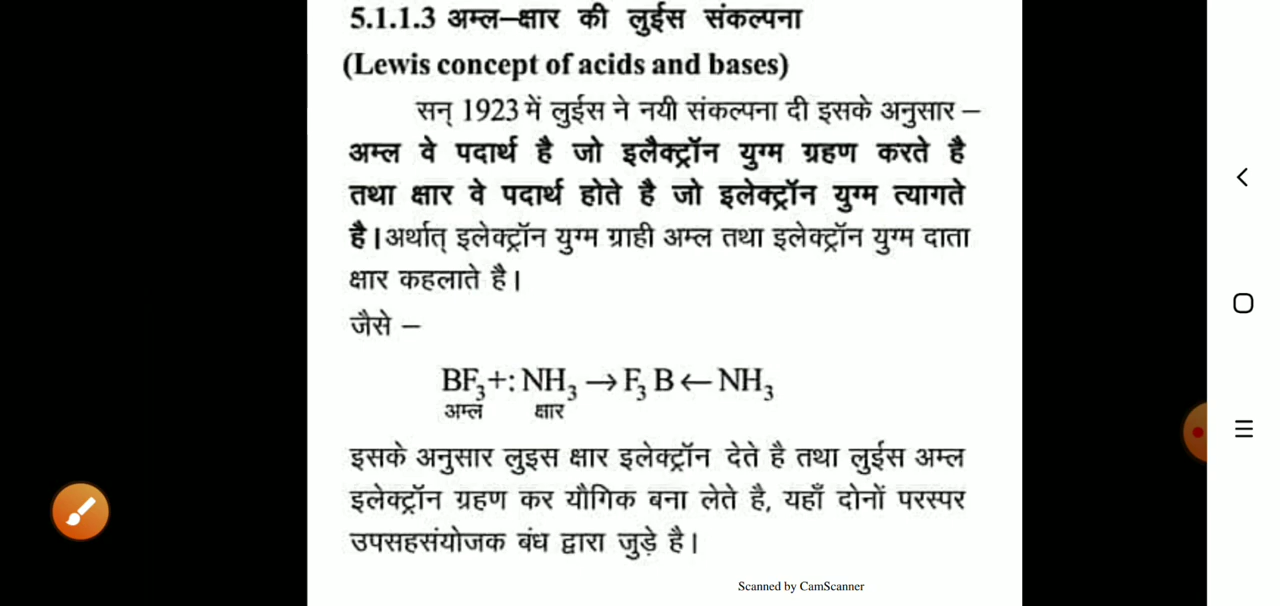 5.1.1.3 अम्ल–क्षार की लुईस संकल्पना
(Lewis concept of acids and bases)
सन् 1923 में लुईस ने नयी संकल्पना दी इसके अनुसार –
अम्ल वे पदार्थ है जो इलैक्ट्रॉन युग्म ग्रहण करते है
तथा क्षार वे पदार्थ होते है जो इलेक्ट्रॉन युग्म त्यागते
है। अर्थात् इलेक्ट्रॉन युग्म ग्राही अम्ल तथा इलेक्ट्रॉन युग्म दाता
क्षार कहलाते है।
जैसे –
BF₃+: NH₃ → F₃ B ← NH₃
अम्ल क्षार
इसके अनुसार लुइस क्षार इलेक्ट्रॉन देते है तथा लुईस अम्ल
इलेक्ट्रॉन ग्रहण कर यौगिक बना लेते है, यहाँ दोनों परस्पर
उपसहसंयोजक बंध द्वारा जुड़े है।
Scanned by CamScanner